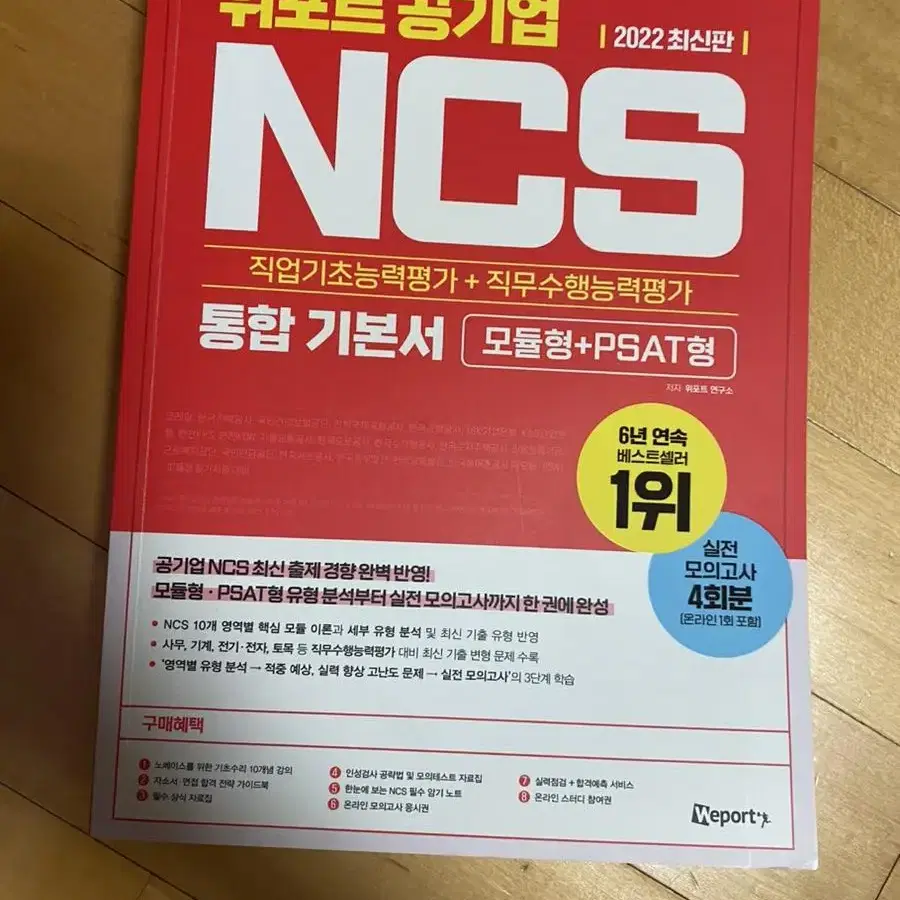 위포트 공기업
| 2022 최신판 |
NCS
직업기초능력평가 + 직무수행능력평가
통합 기본서
모듈형+PSAT형
저자 위포트 연구소
6년 연속
베스트셀러
1위
실전
모의고사
4회분
(온라인 1회 포함)
공기업 NCS 최신 출제 경향 완벽 반영!
모듈형·PSAT형 유형 분석부터 실전 모의고사까지 한 권에 완성
• NCS 10개 영역별 핵심 모듈 이론과 세부 유형 분석 및 최신 기출 유형 반영
• 사무, 기계, 전기·전자, 토목 등 직무수행능력평가 대비 최신 기출 변형 문제 수록
• '영역별 유형 분석 → 적중 예상, 실력 향상 고난도 문제 → 실전 모의고사'의 3단계 학습
구매혜택
1 노베이스를 위한 기초수리 10개념 강의
2 자소서·면접 합격 전략 가이드북
3 필수 상식 자료집
4 인성검사 공략법 및 모의테스트 자료집
5 한눈에 보는 NCS 필수 암기 노트
6 온라인 모의고사 응시권
7 실력점검+합격예측 서비스
8 온라인 스터디 참여권
Weport